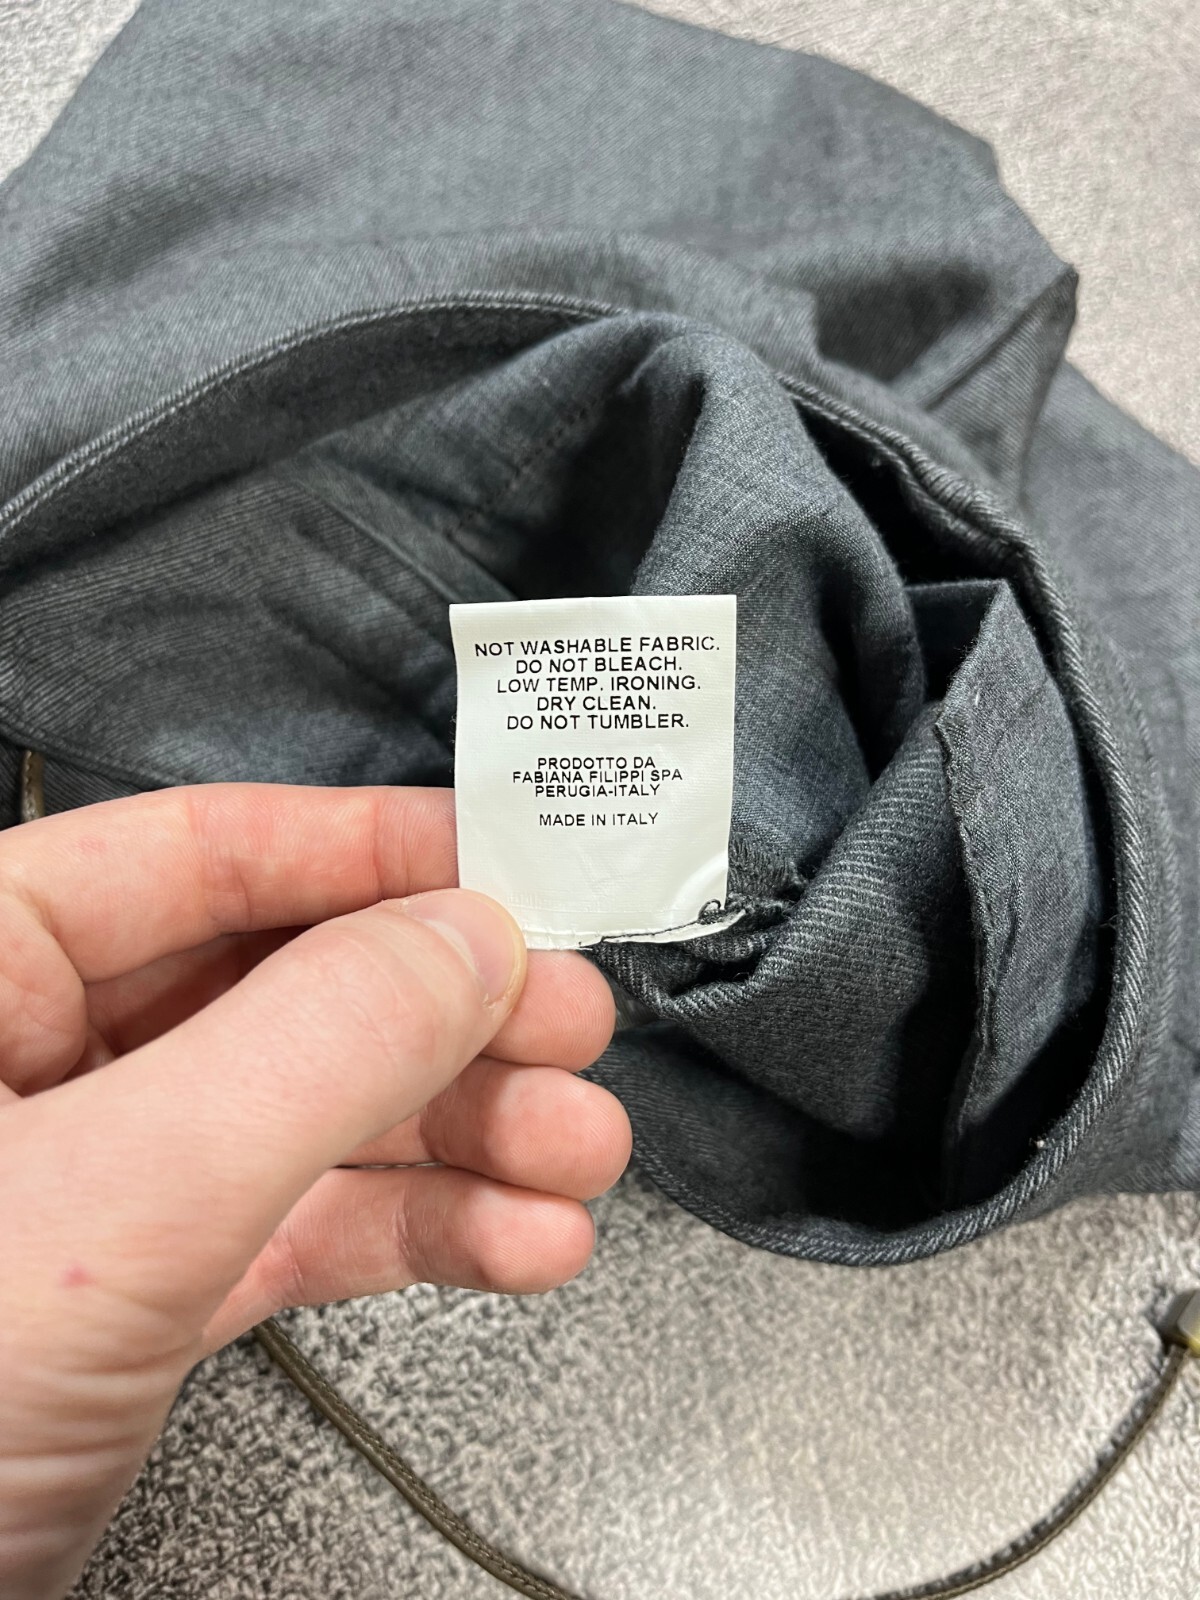 NOT WASHABLE FABRIC.
DO NOT BLEACH.
LOW TEMP. IRONING.
DRY CLEAN.
DO NOT TUMBLER.
PRODOTTO DA
FABIANA FILIPPI SPA
PERUGIA-ITALY
MADE IN ITALY